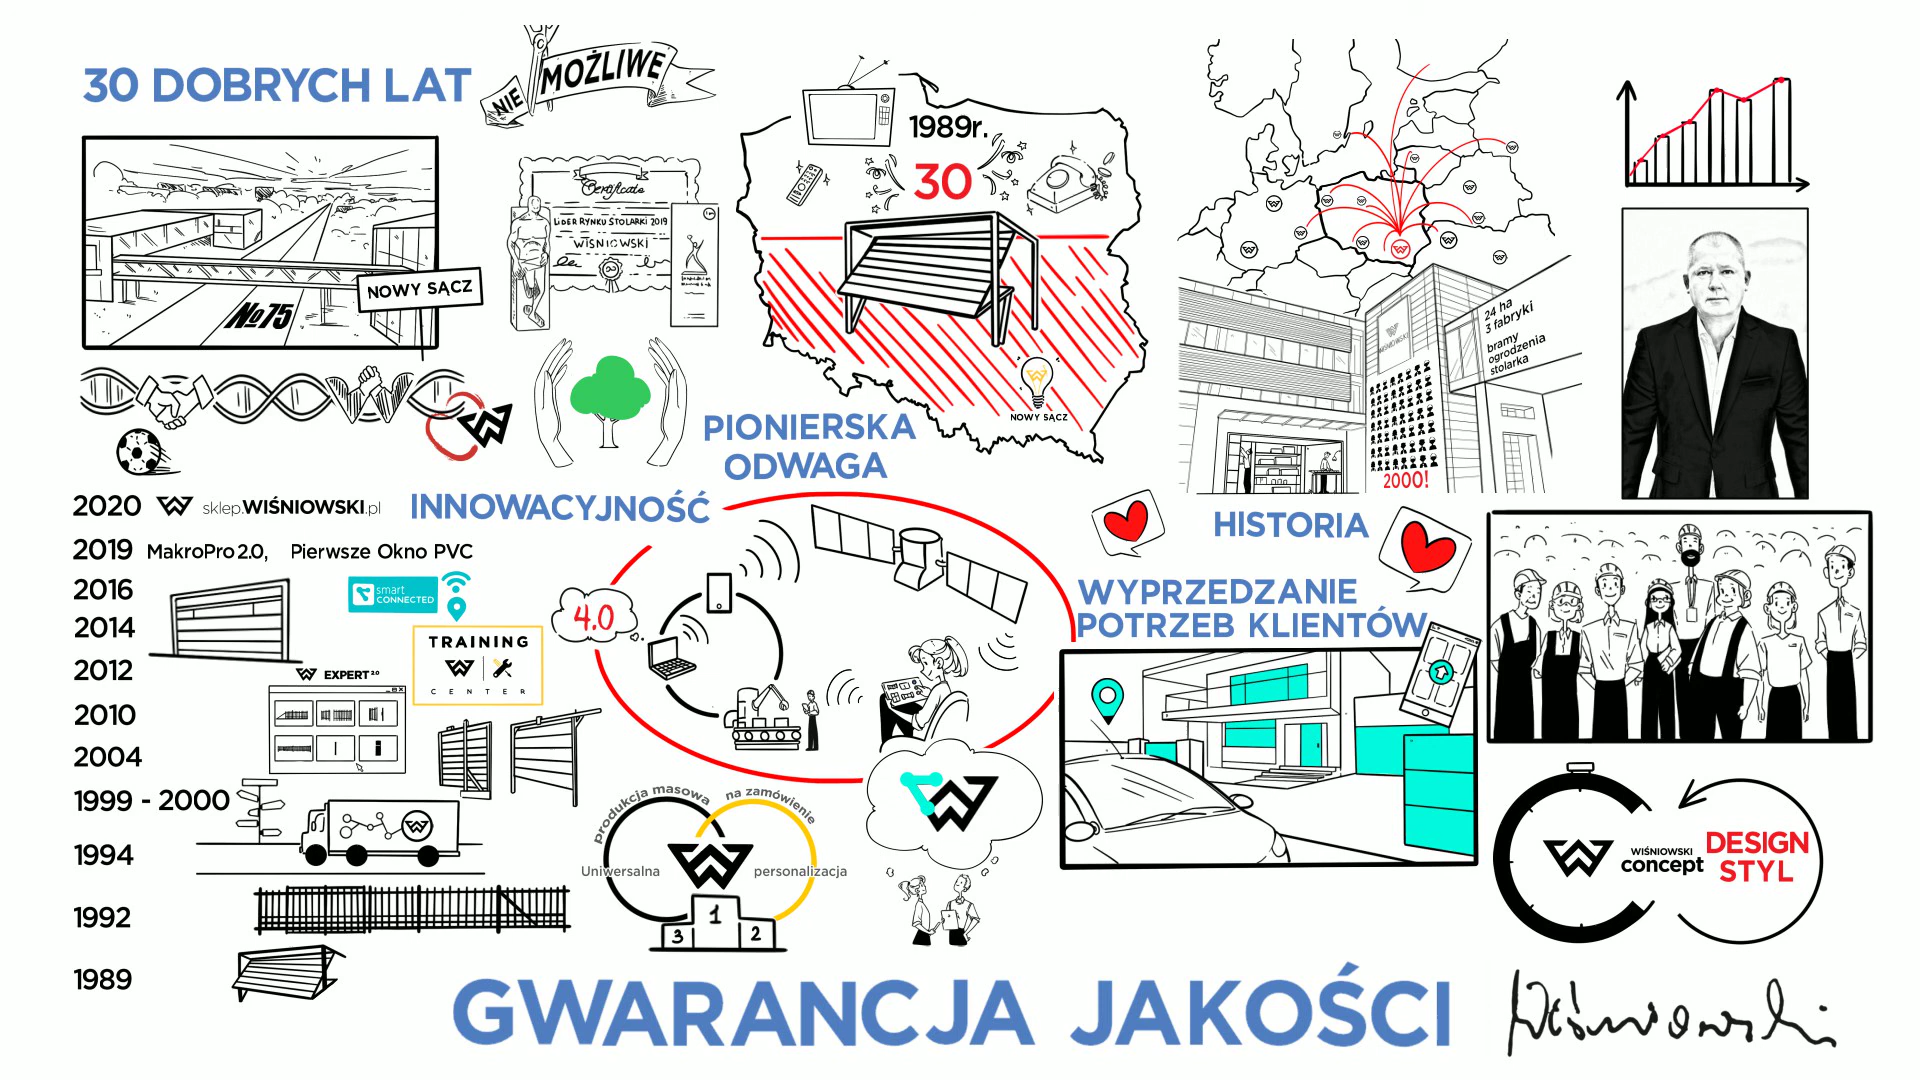 30 DOBRYCH LAT
NIE
MOŻLIWE
NOWY SĄCZ
№75
Certificate
LIDER RYNKU STOLARKI 2019
WIŚNIOWSKI
1989r.
30
NOWY SĄCZ
PIONIERSKA
ODWAGA
WIŚNIOWSKI
24 ha
3 fabryki
bramy
ogrodzenia
stolarka
2000!
HISTORIA
INNOWACYJNOŚĆ
2020
sklep.WIŚNIOWSKI.pl
2019 MakroPro 2.0, Pierwsze Okno PVC
2016
smart
CONNECTED
2014
TRAINING
CENTER
2012
EXPERT 2.0
2010
2004
1999 - 2000
1994
1992
1989
4.0
produkcja masowa
na zamówienie
Uniwersalna
personalizacja
1
3
2
WYPRZEDZANIE
POTRZEB KLIENTÓW
WIŚNIOWSKI
concept
DESIGN
STYL
GWARANCJA JAKOŚCI
Wiśniowski